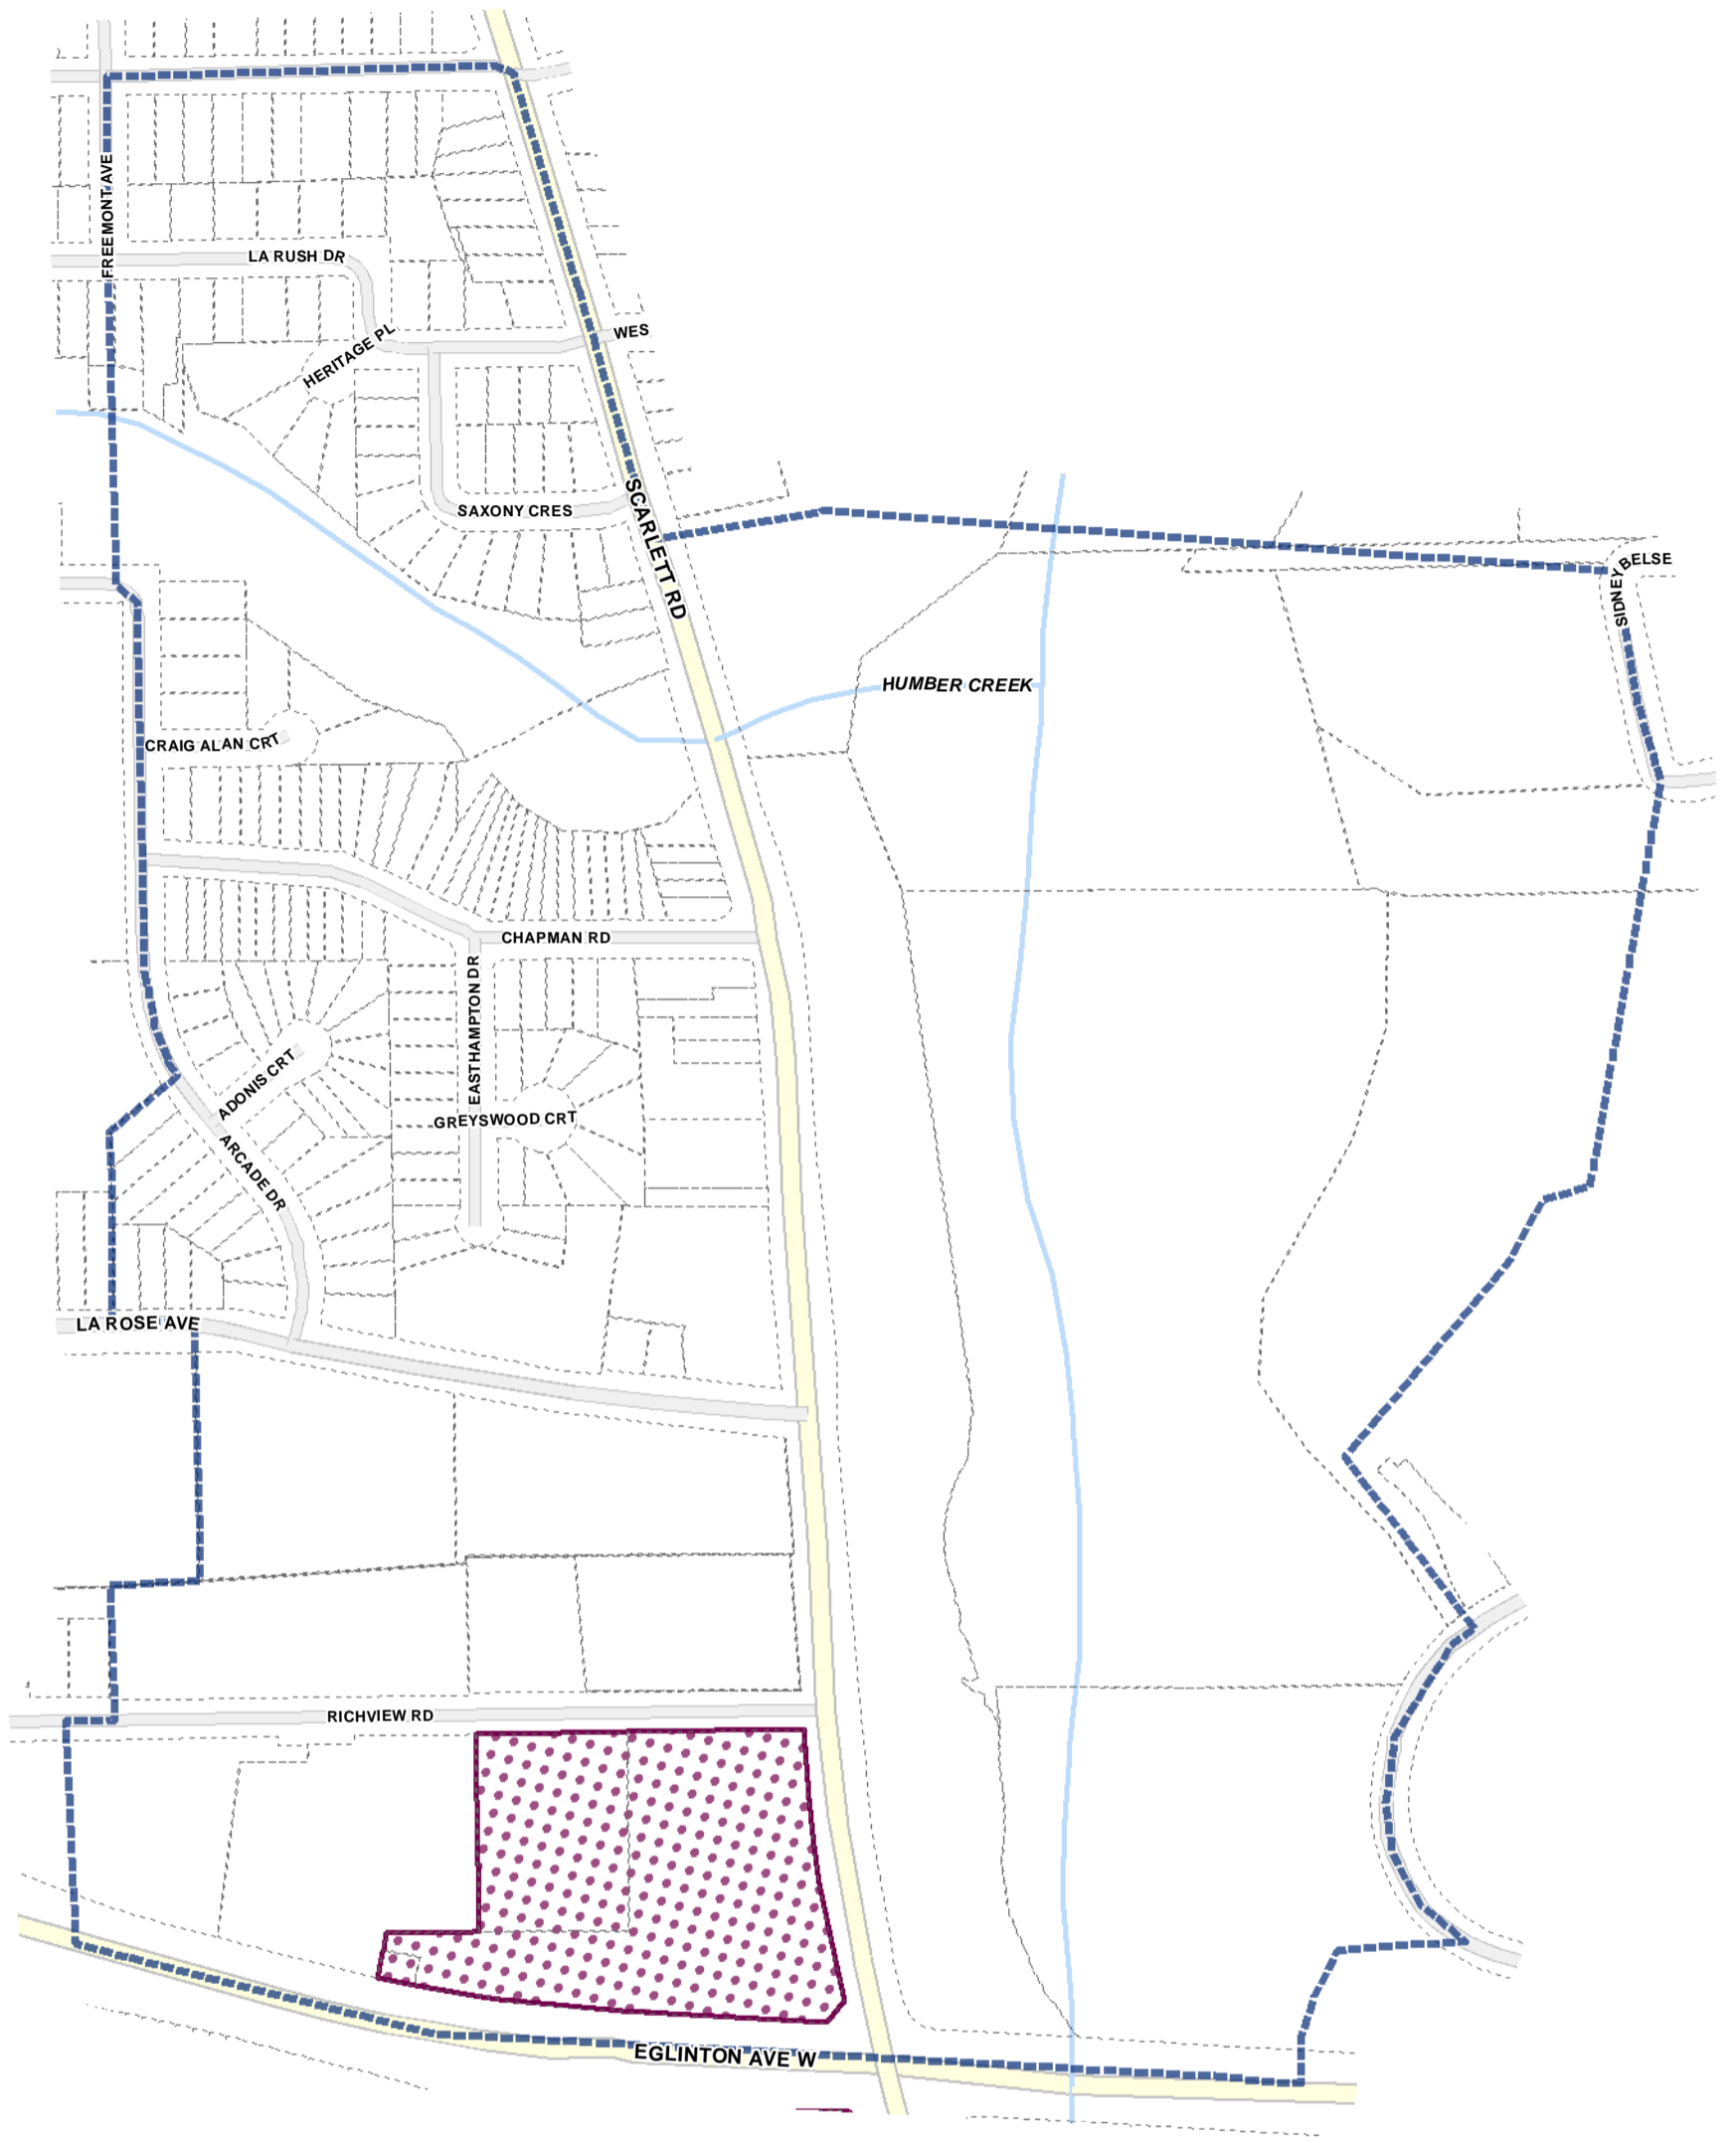 FREEMONT AVE
LA RUSH DR
HERITAGE PL
WES
SAXONY CRES
SCARLETT RD
SIDNEY BELSE
HUMBER CREEK
CRAIG ALAN CRT
CHAPMAN RD
EASTHAMPTON DR
ADONIS CRT
GREYSWOOD CRT
ARCADE DR
LA ROSE AVE
RICHVIEW RD
EGLINTON AVE W